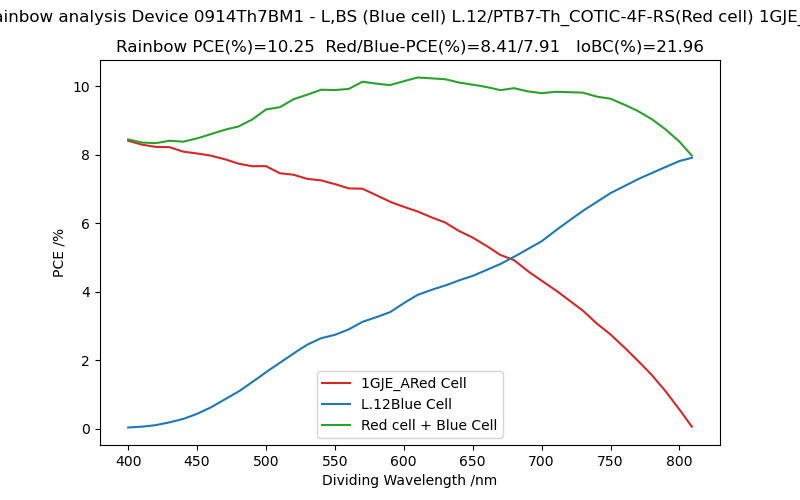 ainbow analysis Device 0914Th7BM1 - L,BS (Blue cell) L.12/PTB7-Th_COTIC-4F-RS(Red cell) 1GJE_
Rainbow PCE(%)=10.25 Red/Blue-PCE(%)=8.41/7.91 IoBC(%)=21.96
10
8
6
4
2
0
PCE /%
1GJE_ARed Cell
L.12Blue Cell
Red cell + Blue Cell
400 450 500 550 600 650 700 750 800
Dividing Wavelength /nm